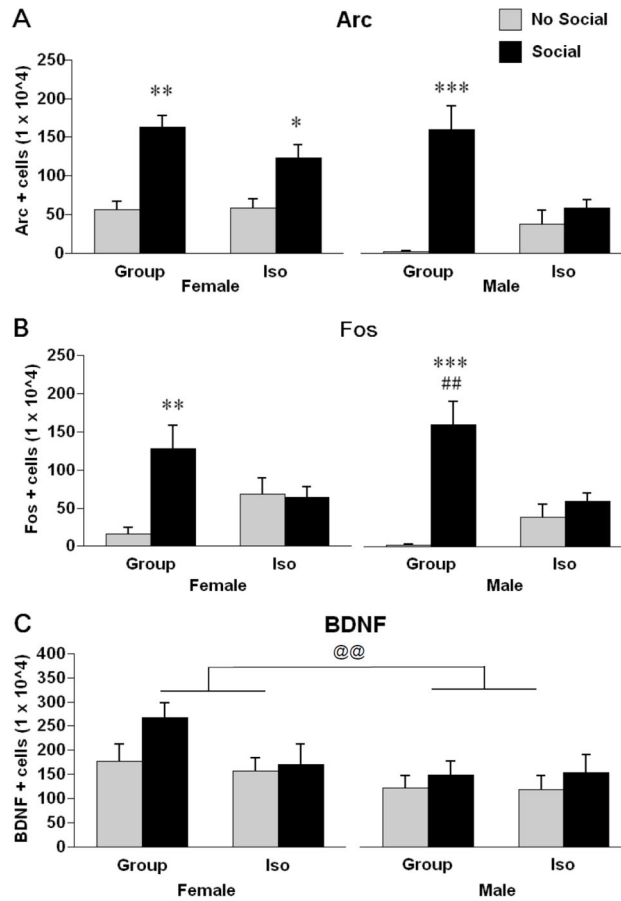 A
Arc
No Social
Social
Arc + cells (1 x 10^4)
250
200
150
100
50
0
**
*
***
Group
Iso
Female
Group
Iso
Male
B
Fos
Fos + cells (1 x 10^4)
250
200
150
100
50
0
**
***
##
Group
Iso
Female
Group
Iso
Male
C
BDNF
BDNF + cells (1 x 10^4)
400
350
300
250
200
150
100
50
0
@@
Group
Iso
Female
Group
Iso
Male